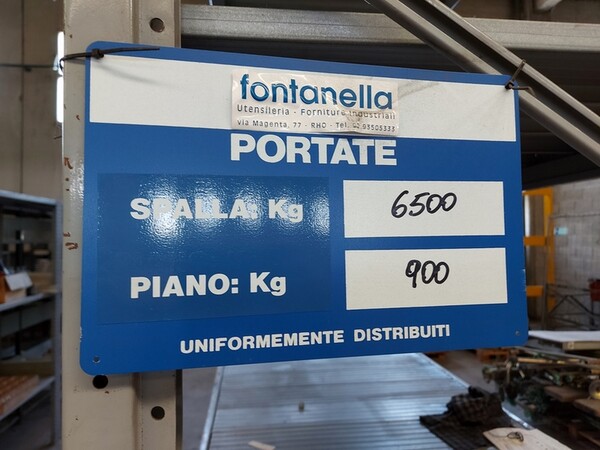 fontanella
Utensileria - Forniture Industriali
via Magenta, 77 - RHO - Tel. 02 93505333
PORTATE
SPALLA: Kg 6500
PIANO: Kg 900
UNIFORMEMENTE DISTRIBUITI